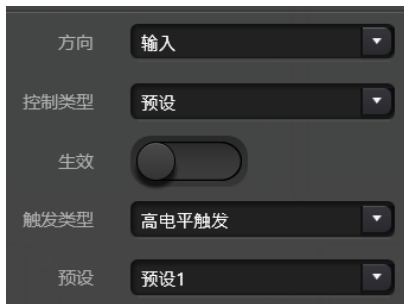 方向 输入
控制类型 预设
生效
触发类型 高电平触发
预设 预设1